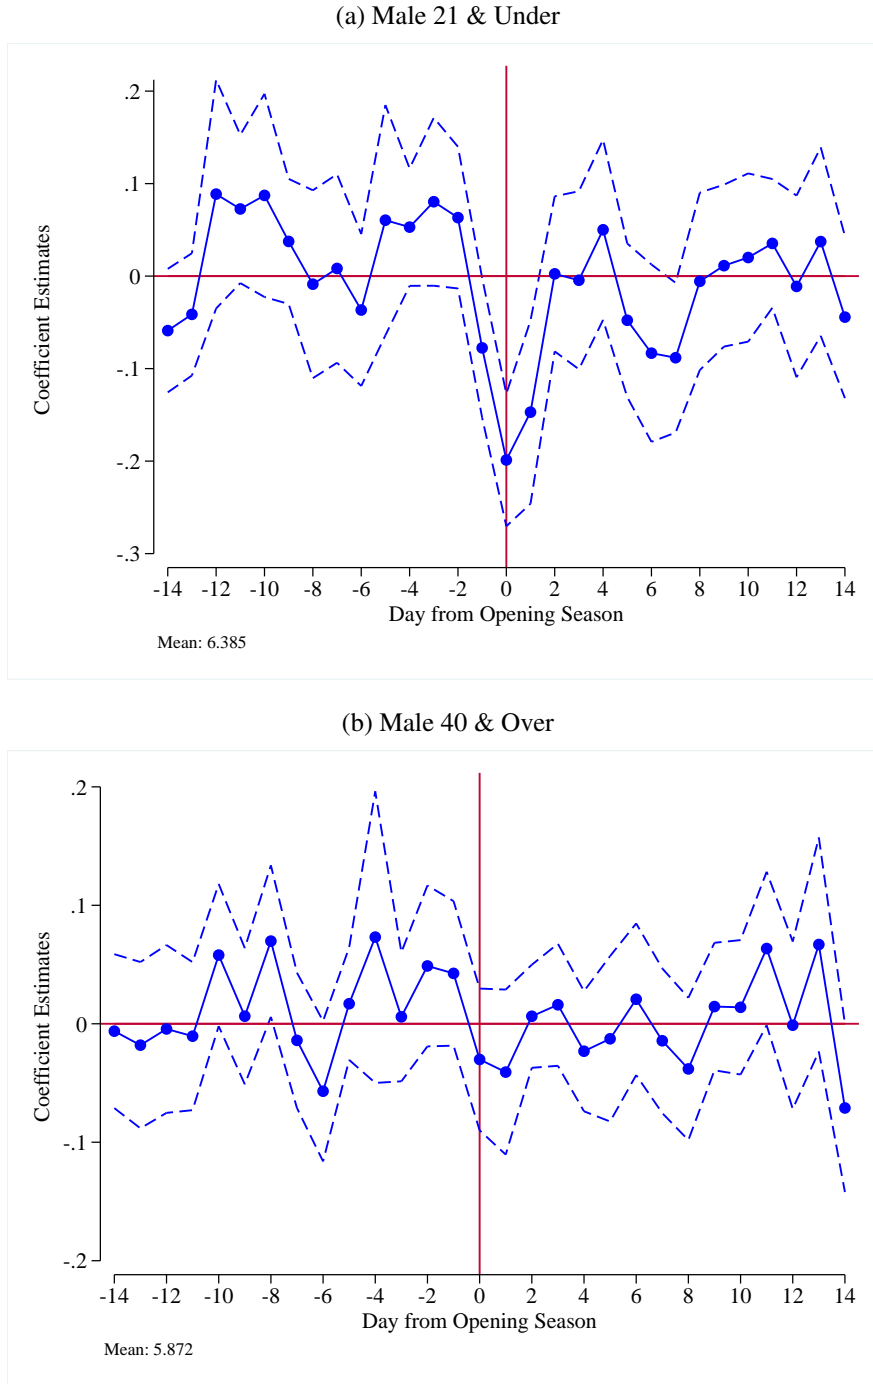 (a) Male 21 & Under
Coefficient Estimates
.2
.1
0
-.1
-.2
-.3
-14 -12 -10 -8 -6 -4 -2 0 2 4 6 8 10 12 14
Day from Opening Season
Mean: 6.385
(b) Male 40 & Over
Coefficient Estimates
.2
.1
0
-.1
-.2
-14 -12 -10 -8 -6 -4 -2 0 2 4 6 8 10 12 14
Day from Opening Season
Mean: 5.872